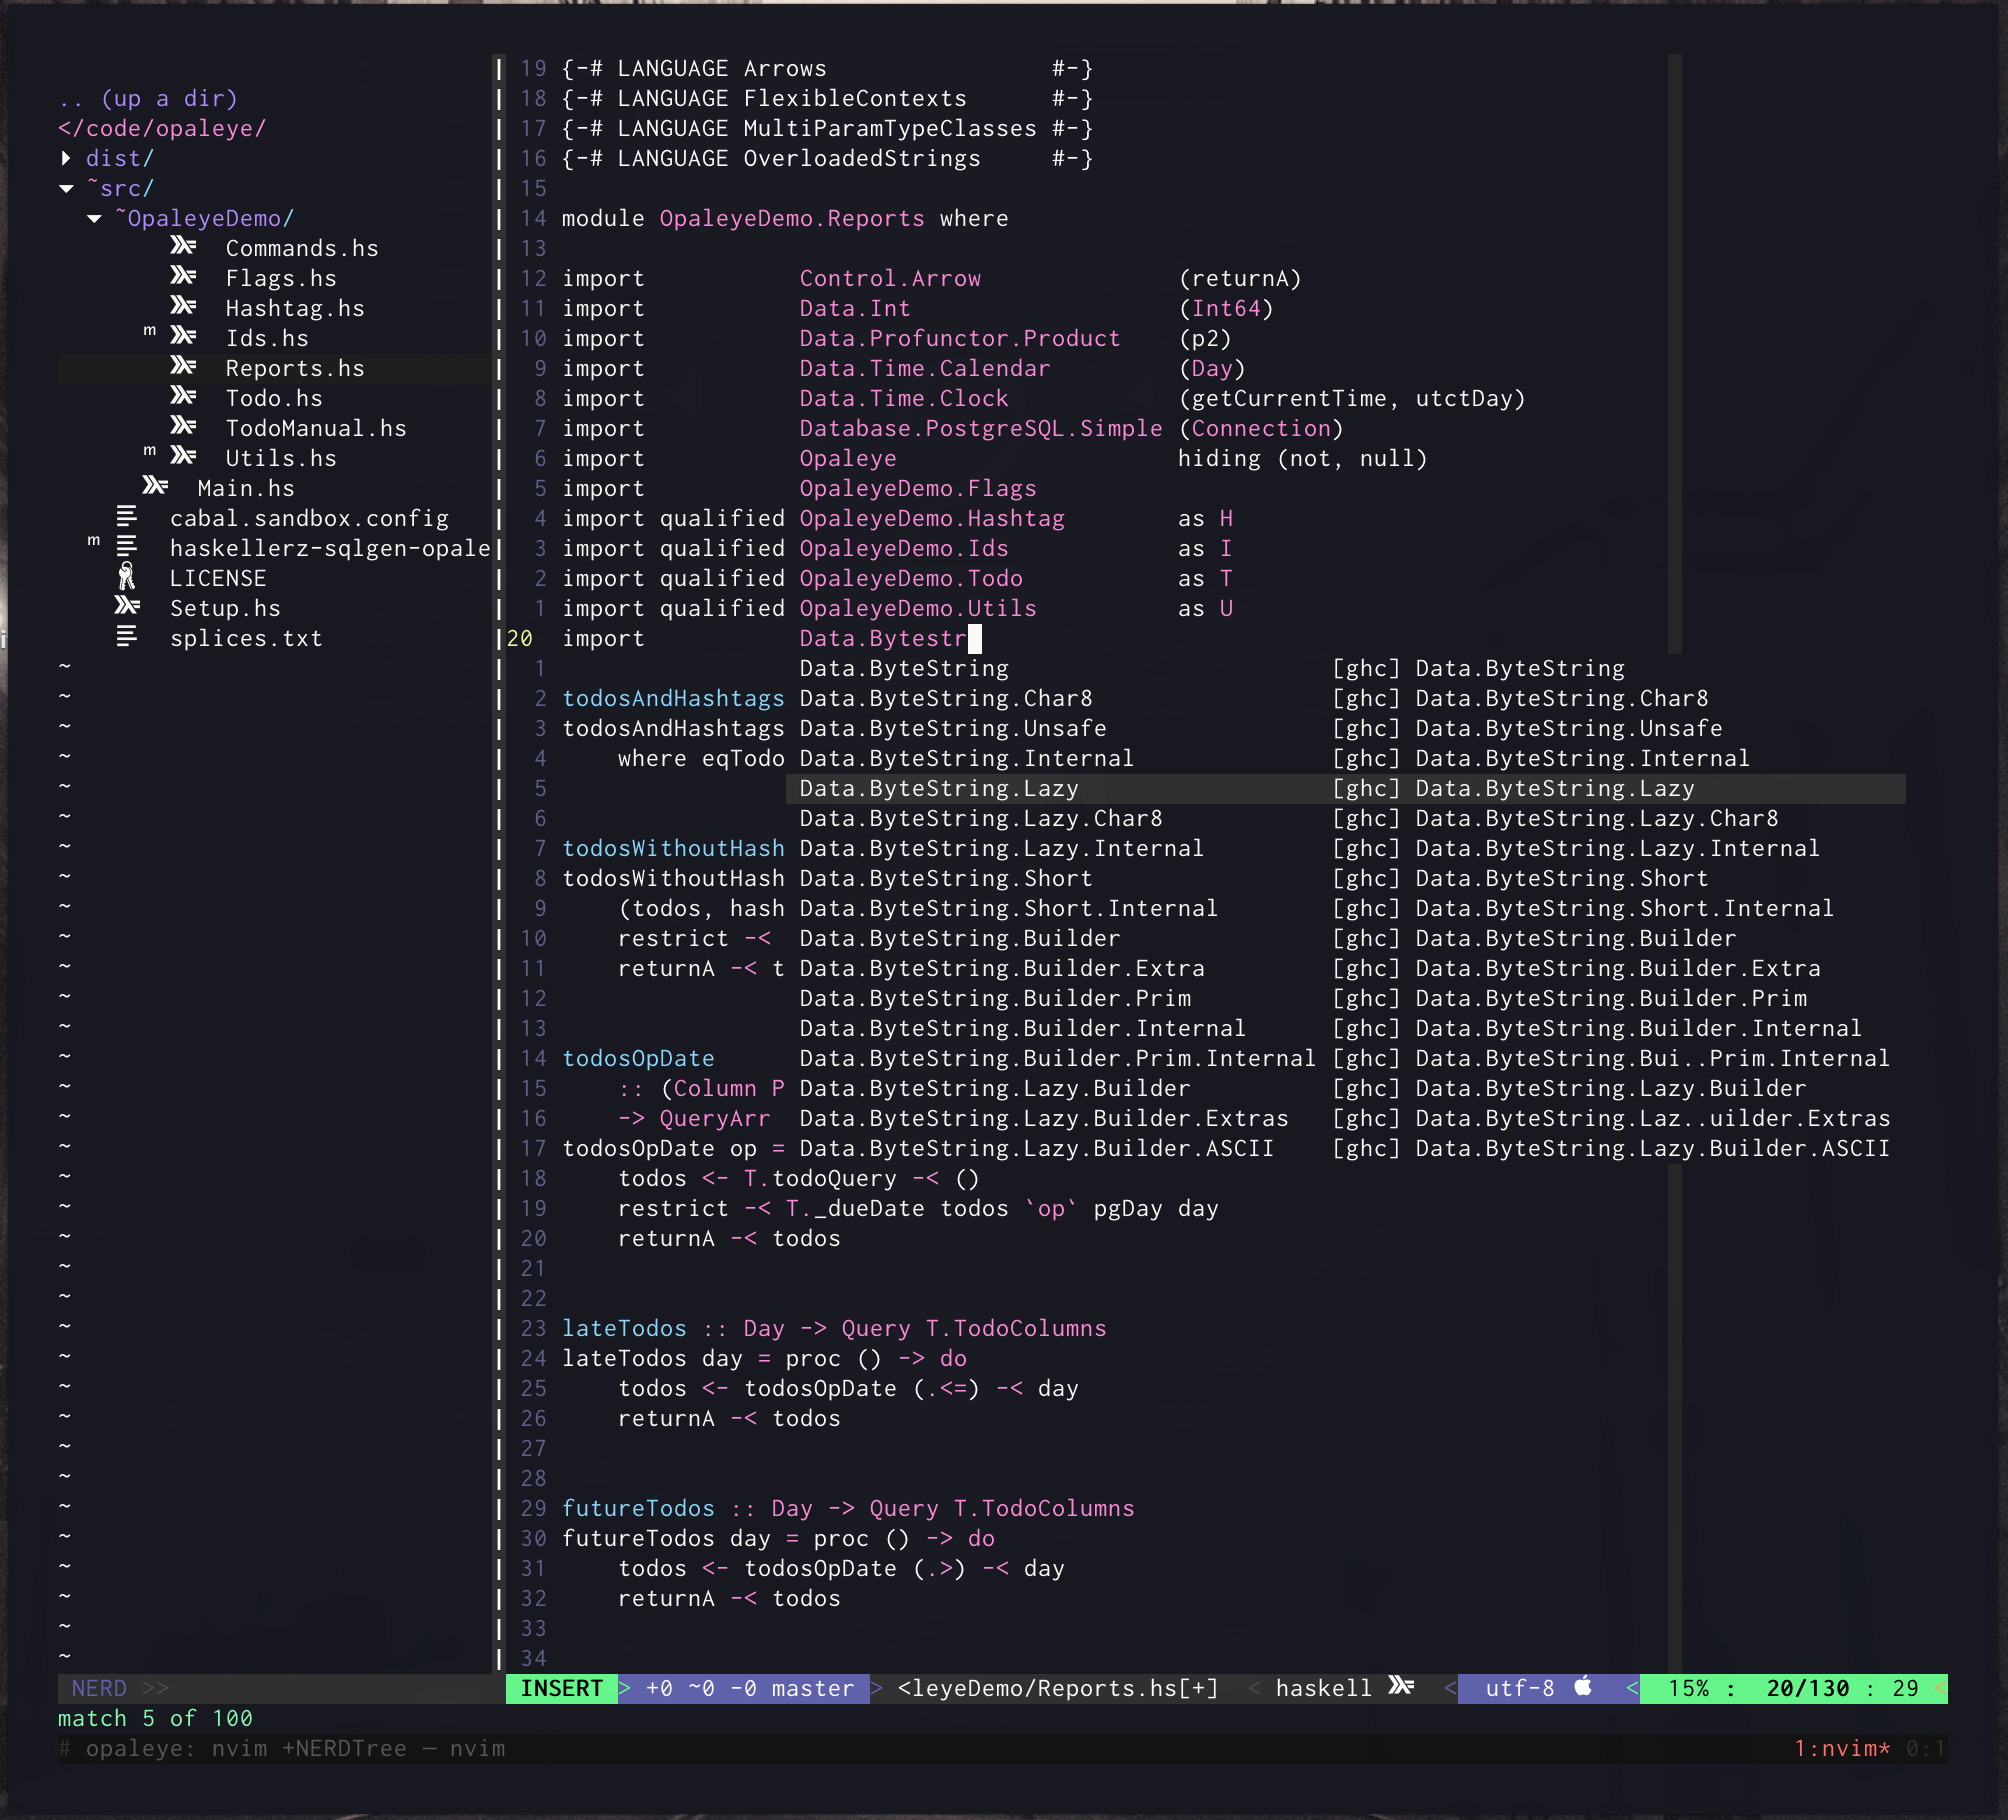 .. (up a dir)
</code/opaleye/
dist/
~src/
~OpaleyeDemo/
Commands.hs
Flags.hs
Hashtag.hs
m Ids.hs
Reports.hs
Todo.hs
TodoManual.hs
m Utils.hs
Main.hs
cabal.sandbox.config
m haskellerz-sqlgen-opale
LICENSE
Setup.hs
splices.txt
19 {-# LANGUAGE Arrows #-}
18 {-# LANGUAGE FlexibleContexts #-}
17 {-# LANGUAGE MultiParamTypeClasses #-}
16 {-# LANGUAGE OverloadedStrings #-}
15
14 module OpaleyeDemo.Reports where
13
12 import Control.Arrow (returnA)
11 import Data.Int (Int64)
10 import Data.Profunctor.Product (p2)
9 import Data.Time.Calendar (Day)
8 import Data.Time.Clock (getCurrentTime, utctDay)
7 import Database.PostgreSQL.Simple (Connection)
6 import Opaleye hiding (not, null)
5 import OpaleyeDemo.Flags
4 import qualified OpaleyeDemo.Hashtag as H
3 import qualified OpaleyeDemo.Ids as I
2 import qualified OpaleyeDemo.Todo as T
1 import qualified OpaleyeDemo.Utils as U
20 import Data.Bytestr
1 Data.ByteString [ghc] Data.ByteString
2 todosAndHashtags Data.ByteString.Char8 [ghc] Data.ByteString.Char8
3 todosAndHashtags Data.ByteString.Unsafe [ghc] Data.ByteString.Unsafe
4 where eqTodo Data.ByteString.Internal [ghc] Data.ByteString.Internal
5 Data.ByteString.Lazy [ghc] Data.ByteString.Lazy
6 Data.ByteString.Lazy.Char8 [ghc] Data.ByteString.Lazy.Char8
7 todosWithoutHash Data.ByteString.Lazy.Internal [ghc] Data.ByteString.Lazy.Internal
8 todosWithoutHash Data.ByteString.Short [ghc] Data.ByteString.Short
9 (todos, hash Data.ByteString.Short.Internal [ghc] Data.ByteString.Short.Internal
10 restrict -< Data.ByteString.Builder [ghc] Data.ByteString.Builder
11 returnA -< t Data.ByteString.Builder.Extra [ghc] Data.ByteString.Builder.Extra
12 Data.ByteString.Builder.Prim [ghc] Data.ByteString.Builder.Prim
13 Data.ByteString.Builder.Internal [ghc] Data.ByteString.Builder.Internal
14 todosOpDate Data.ByteString.Builder.Prim.Internal [ghc] Data.ByteString.Bui..Prim.Internal
15 :: (Column P Data.ByteString.Lazy.Builder [ghc] Data.ByteString.Lazy.Builder
16 -> QueryArr Data.ByteString.Lazy.Builder.Extras [ghc] Data.ByteString.Laz..uilder.Extras
17 todosOpDate op = Data.ByteString.Lazy.Builder.ASCII [ghc] Data.ByteString.Lazy.Builder.ASCII
18 todos <- T.todoQuery -< ()
19 restrict -< T._dueDate todos `op` pgDay day
20 returnA -< todos
21
22
23 lateTodos :: Day -> Query T.TodoColumns
24 lateTodos day = proc () -> do
25 todos <- todosOpDate (.<=) -< day
26 returnA -< todos
27
28
29 futureTodos :: Day -> Query T.TodoColumns
30 futureTodos day = proc () -> do
31 todos <- todosOpDate (.>) -< day
32 returnA -< todos
33
34
NERD >> INSERT > +0 ~0 -0 master > <leyeDemo/Reports.hs[+] < haskell < utf-8 < 15% : 20/130 : 29 <
match 5 of 100
# opaleye: nvim +NERDTree — nvim 1:nvim* 0:1